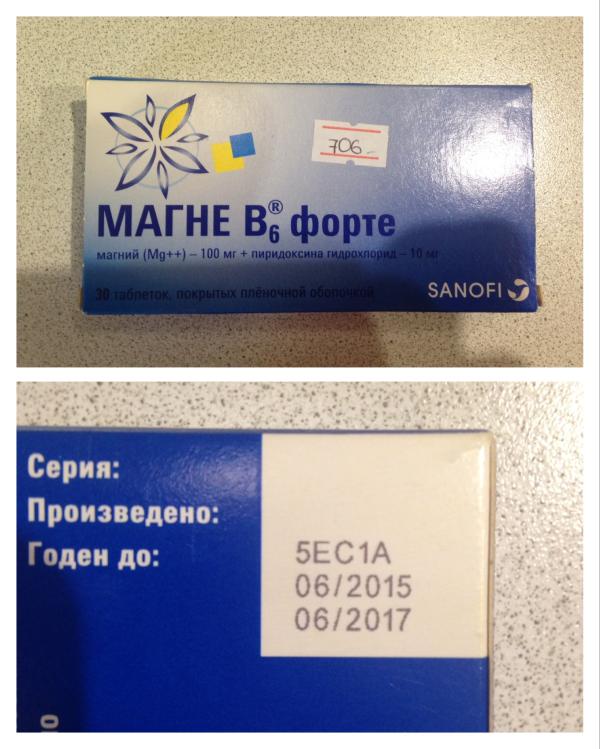 706-
МАГНЕ B6® форте
магний (Mg++) – 100 мг + пиридоксина гидрохлорид – 10 мг
30 таблеток, покрытых плёночной оболочкой
SANOFI
Серия:
Произведено:
Годен до:
5EC1A
06/2015
06/2017